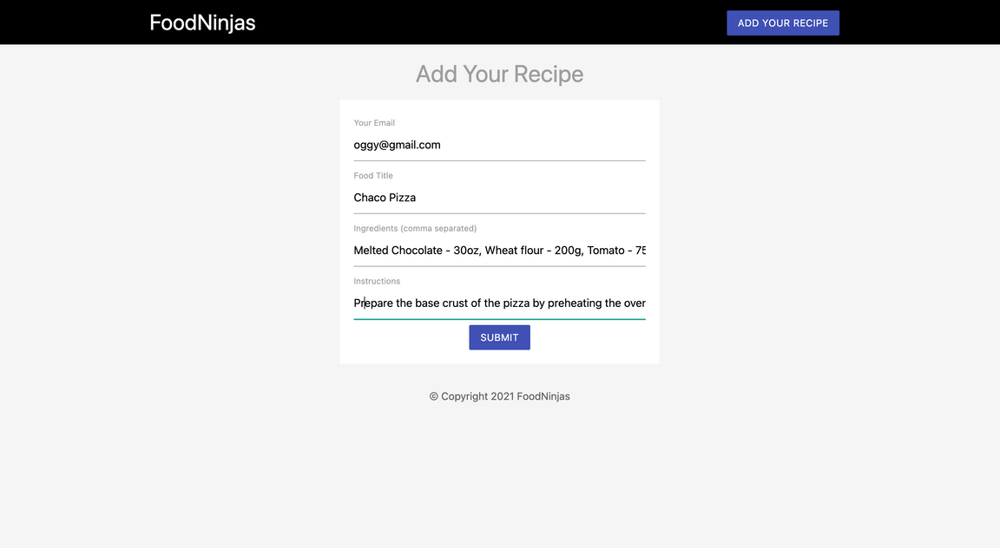 FoodNinjas
ADD YOUR RECIPE
Add Your Recipe
Your Email
oggy@gmail.com
Food Title
Chaco Pizza
Ingredients (comma separated)
Melted Chocolate - 30oz, Wheat flour - 200g, Tomato - 75
Instructions
Prepare the base crust of the pizza by preheating the over
SUBMIT
© Copyright 2021 FoodNinjas